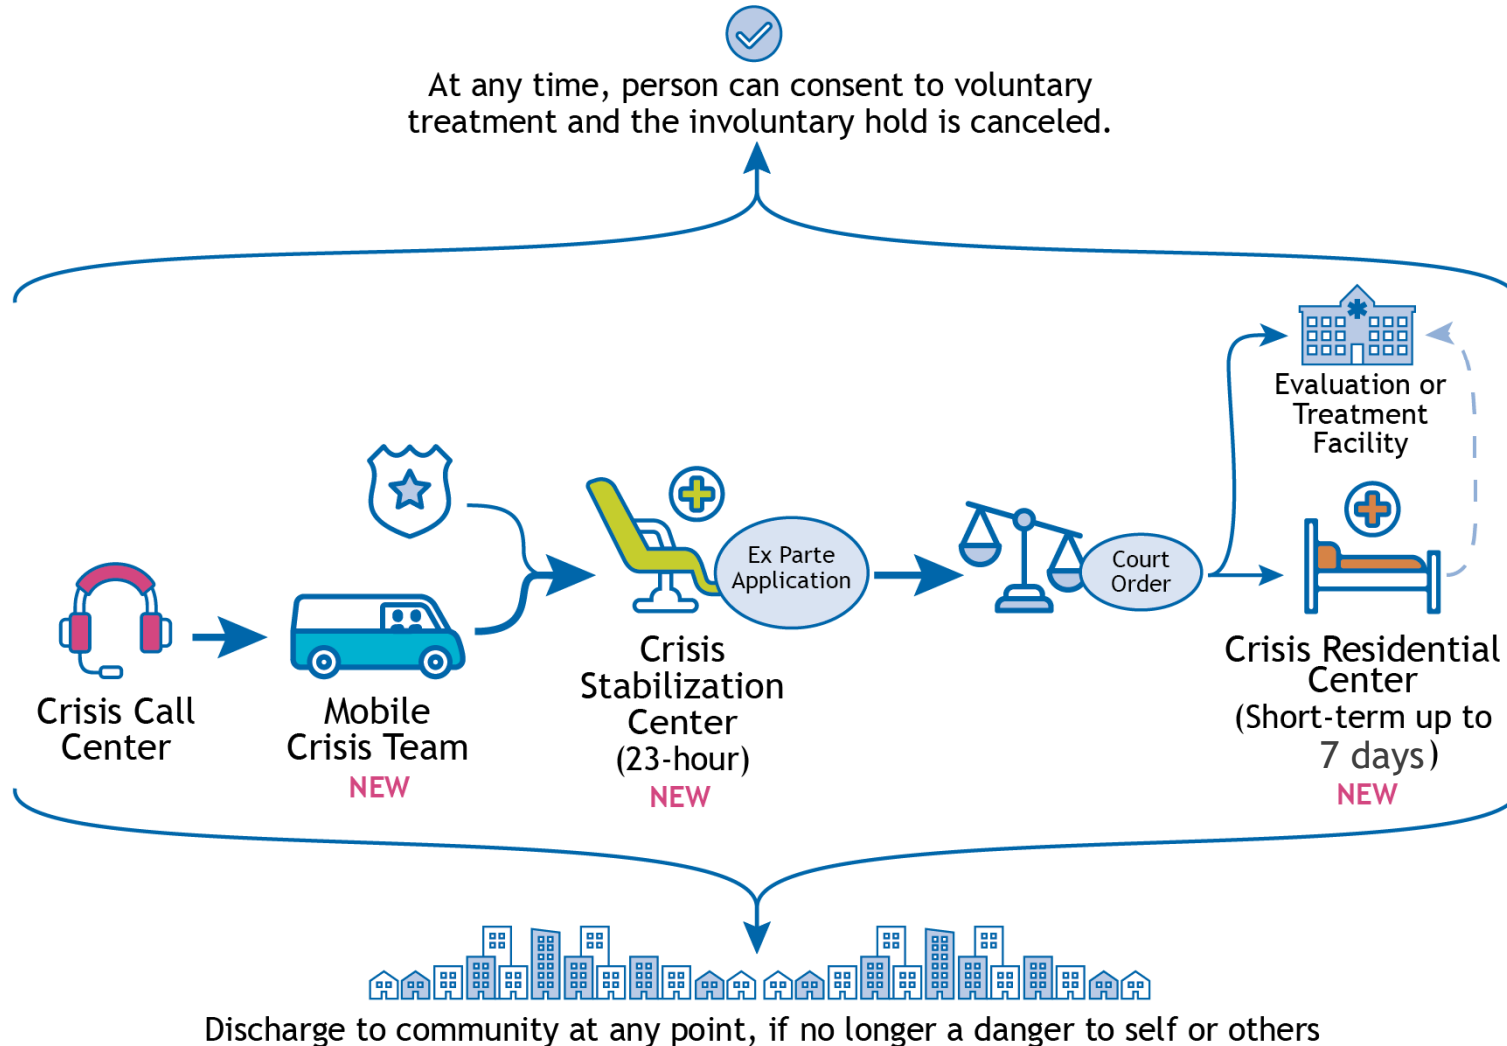 At any time, person can consent to voluntary
treatment and the involuntary hold is canceled.
Evaluation or
Treatment
Facility
Ex Parte
Application
Court
Order
Crisis Call
Center
Mobile
Crisis Team
NEW
Crisis
Stabilization
Center
(23-hour)
NEW
Crisis Residential
Center
(Short-term up to
7 days)
NEW
Discharge to community at any point, if no longer a danger to self or others